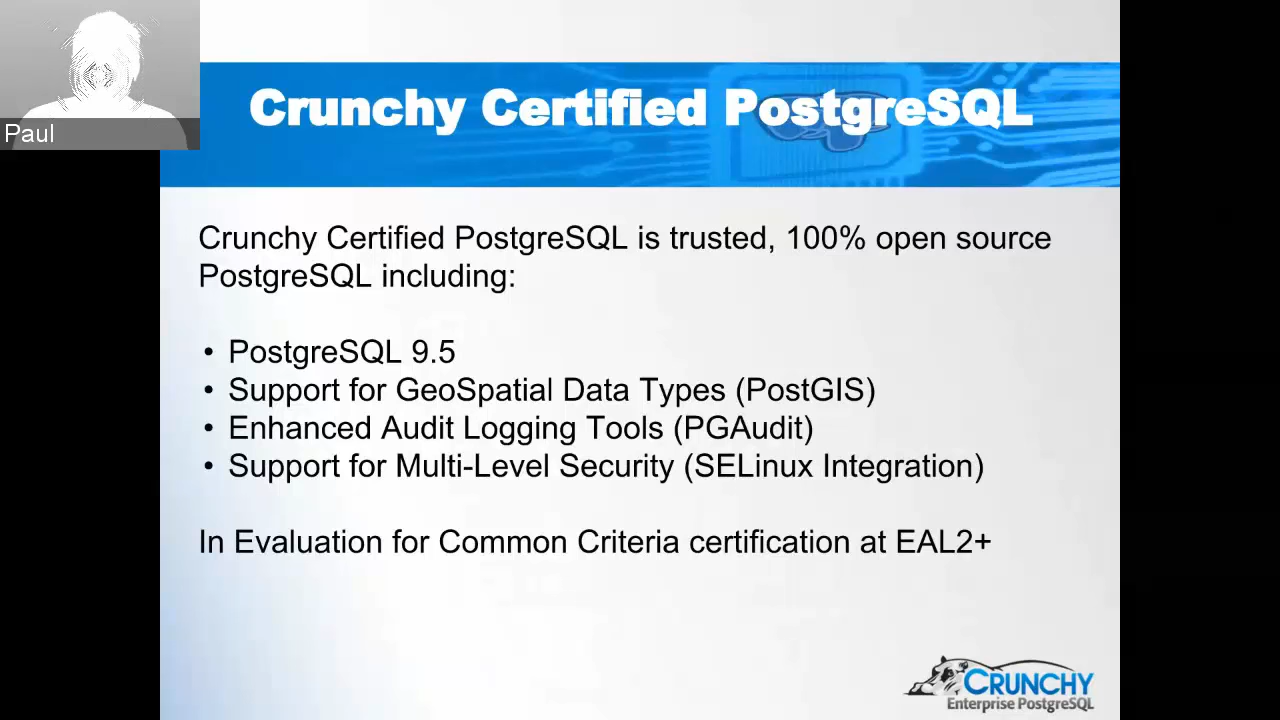 Paul
Crunchy Certified PostgreSQL
Crunchy Certified PostgreSQL is trusted, 100% open source
PostgreSQL including:
• PostgreSQL 9.5
• Support for GeoSpatial Data Types (PostGIS)
• Enhanced Audit Logging Tools (PGAudit)
• Support for Multi-Level Security (SELinux Integration)
In Evaluation for Common Criteria certification at EAL2+
CRUNCHY
Enterprise PostgreSQL